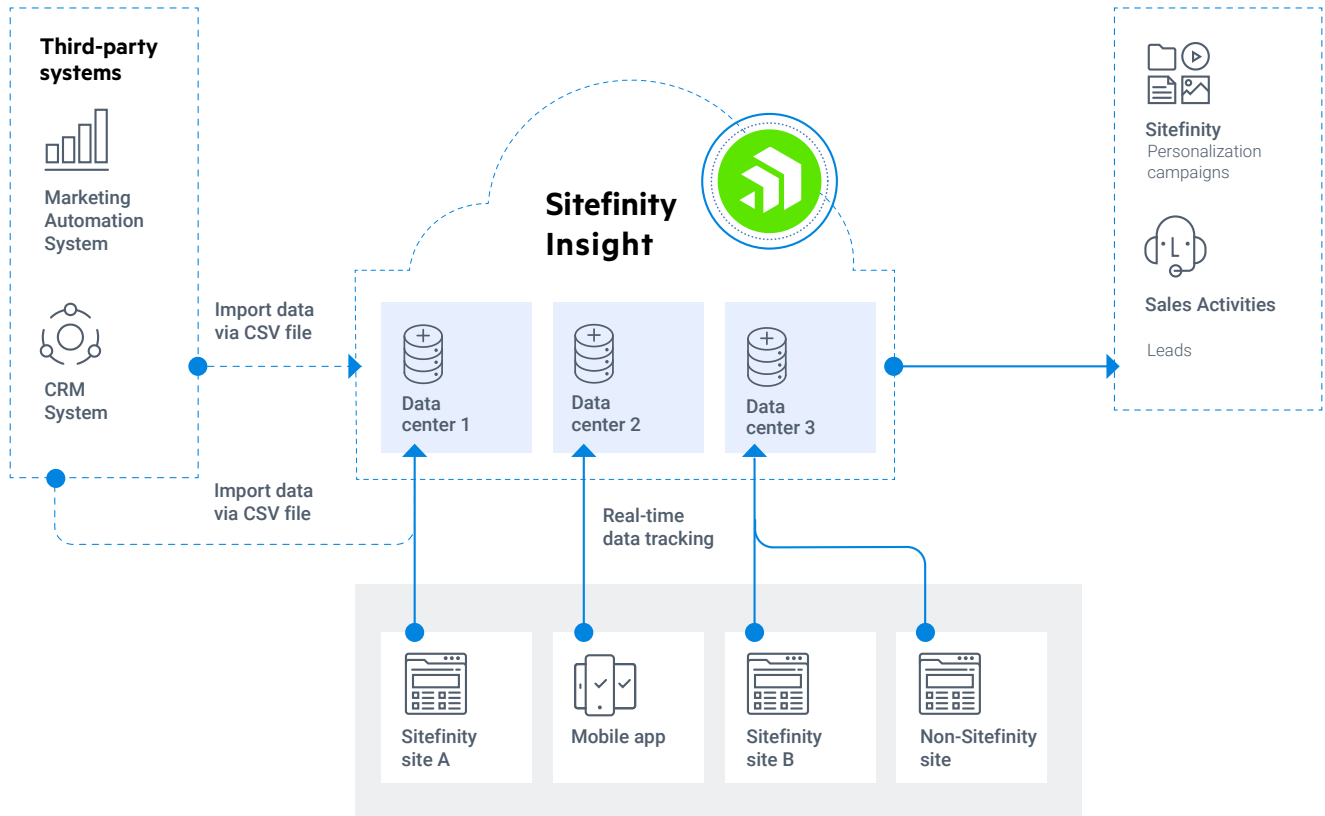 Third-party
systems
Marketing
Automation
System
CRM
System
Import data
via CSV file
Import data
via CSV file
Sitefinity
Insight
Data
center 1
Data
center 2
Data
center 3
Real-time
data tracking
Sitefinity
site A
Mobile app
Sitefinity
site B
Non-Sitefinity
site
Sitefinity
Personalization
campaigns
Sales Activities
Leads